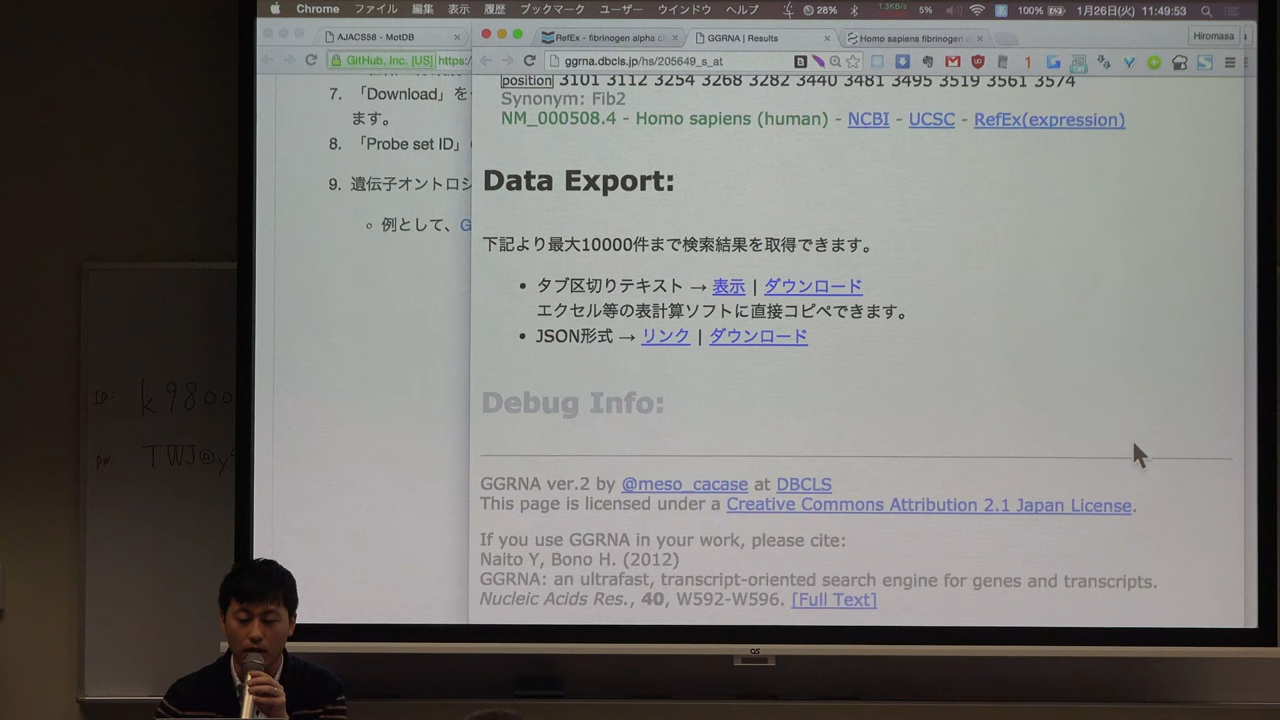 Chrome ファイル 編集 表示 履歴 ブックマーク ユーザー ウインドウ ヘルプ 28% 1.3KB/s 5% 100% 1月26日(火) 11:49:53
AJACS58 - MotDB
RefEx - fibrinogen alpha c
GGRNA | Results
Homo sapiens fibrinogen
Hiromasa
GitHub, Inc. [US] https:
ggrna.dbcls.jp/hs/205649_s_at
7. 「Download」を
ます。
8. 「Probe set ID」
9. 遺伝子オントロジ
例として、G
position 3101 3112 3254 3268 3282 3440 3481 3495 3519 3561 3574
Synonym: Fib2
NM_000508.4 - Homo sapiens (human) - NCBI - UCSC - RefEx(expression)
Data Export:
下記より最大10000件まで検索結果を取得できます。
タブ区切りテキスト → 表示 | ダウンロード
エクセル等の表計算ソフトに直接コピペできます。
JSON形式 → リンク | ダウンロード
Debug Info:
GGRNA ver.2 by @meso_cacase at DBCLS
This page is licensed under a Creative Commons Attribution 2.1 Japan License.
If you use GGRNA in your work, please cite:
Naito Y, Bono H. (2012)
GGRNA: an ultrafast, transcript-oriented search engine for genes and transcripts.
Nucleic Acids Res., 40, W592-W596. [Full Text]
ID: k9800
pw. TWJ@y